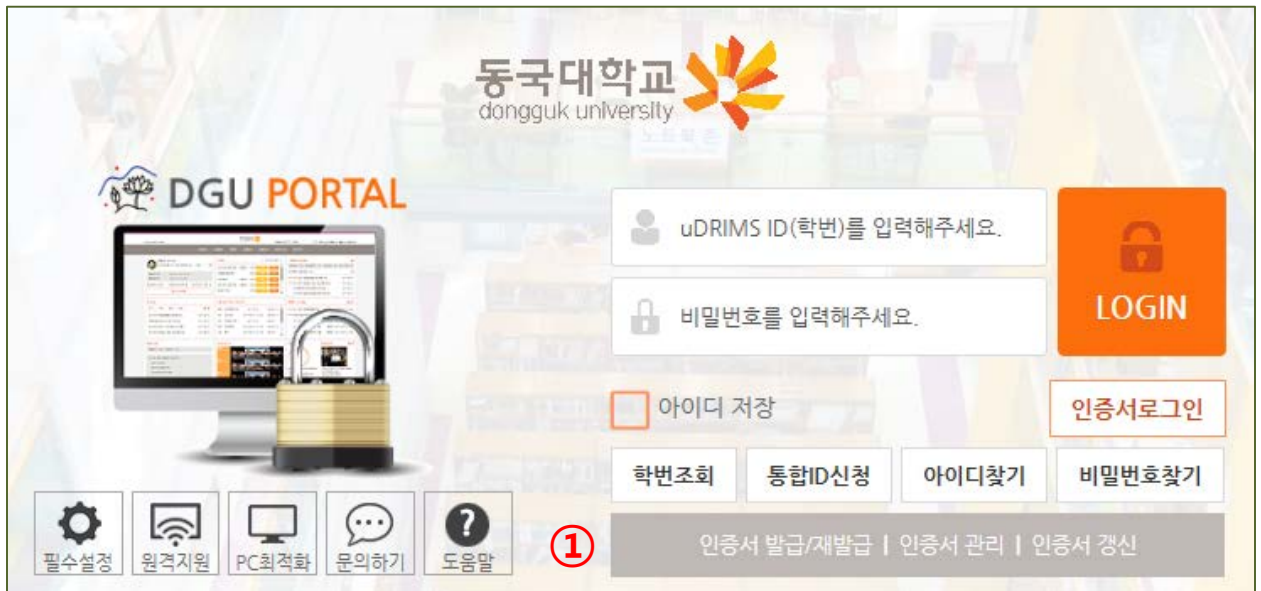 동국대학교
dongguk university
DGU PORTAL
uDRIMS ID(학번)를 입력해주세요.
비밀번호를 입력해주세요.
LOGIN
아이디 저장
인증서로그인
학번조회
통합ID신청
아이디찾기
비밀번호찾기
필수설정
원격지원
PC최적화
문의하기
?
도움말
①
인증서 발급/재발급 | 인증서 관리 | 인증서 갱신